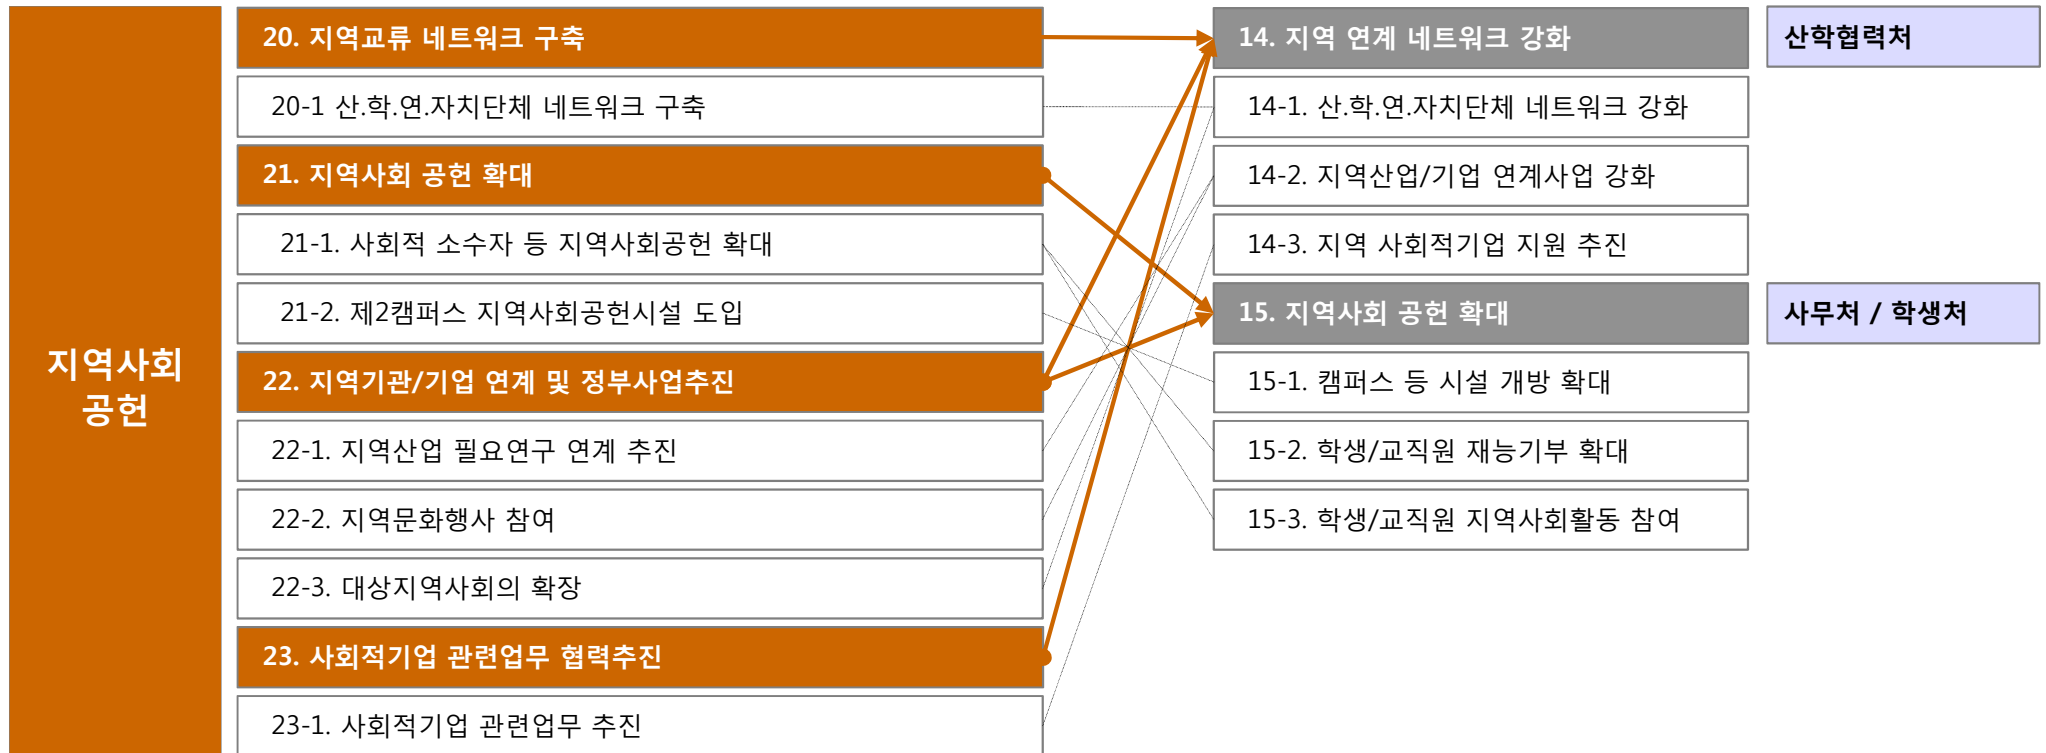 지역사회
공헌
20. 지역교류 네트워크 구축
20-1 산.학.연.자치단체 네트워크 구축
21. 지역사회 공헌 확대
21-1. 사회적 소수자 등 지역사회공헌 확대
21-2. 제2캠퍼스 지역사회공헌시설 도입
22. 지역기관/기업 연계 및 정부사업추진
22-1. 지역산업 필요연구 연계 추진
22-2. 지역문화행사 참여
22-3. 대상지역사회의 확장
23. 사회적기업 관련업무 협력추진
23-1. 사회적기업 관련업무 추진
14. 지역 연계 네트워크 강화
14-1. 산.학.연.자치단체 네트워크 강화
14-2. 지역산업/기업 연계사업 강화
14-3. 지역 사회적기업 지원 추진
15. 지역사회 공헌 확대
15-1. 캠퍼스 등 시설 개방 확대
15-2. 학생/교직원 재능기부 확대
15-3. 학생/교직원 지역사회활동 참여
산학협력처
사무처 / 학생처